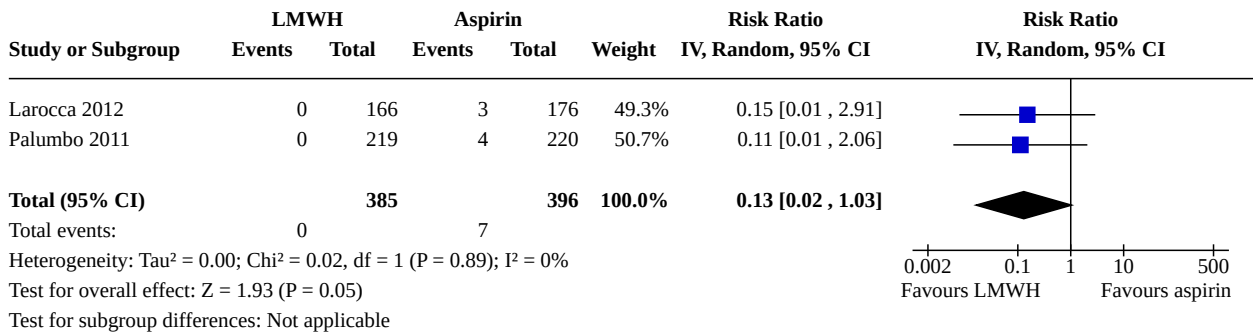 LMWH Aspirin Risk Ratio Risk Ratio
Study or Subgroup Events Total Events Total Weight IV, Random, 95% CI IV, Random, 95% CI
Larocca 2012 0 166 3 176 49.3% 0.15 [0.01 , 2.91]
Palumbo 2011 0 219 4 220 50.7% 0.11 [0.01 , 2.06]
Total (95% CI) 385 396 100.0% 0.13 [0.02 , 1.03]
Total events: 0 7
Heterogeneity: Tau² = 0.00; Chi² = 0.02, df = 1 (P = 0.89); I² = 0%
0.002 0.1 1 10 500
Test for overall effect: Z = 1.93 (P = 0.05)
Favours LMWH Favours aspirin
Test for subgroup differences: Not applicable